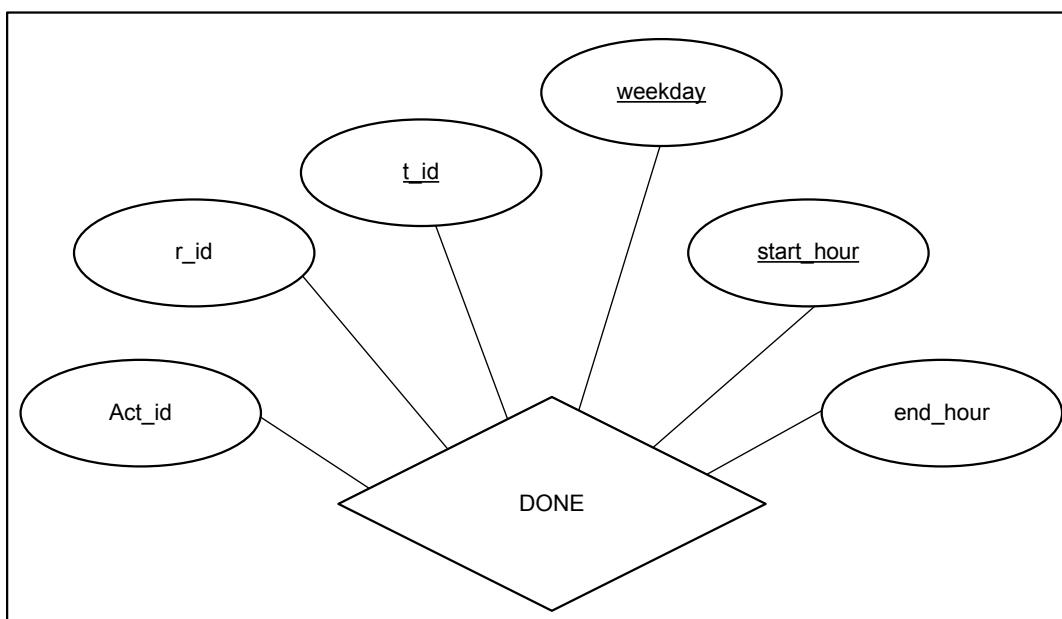 weekday
t_id
r_id
start_hour
Act_id
end_hour
DONE